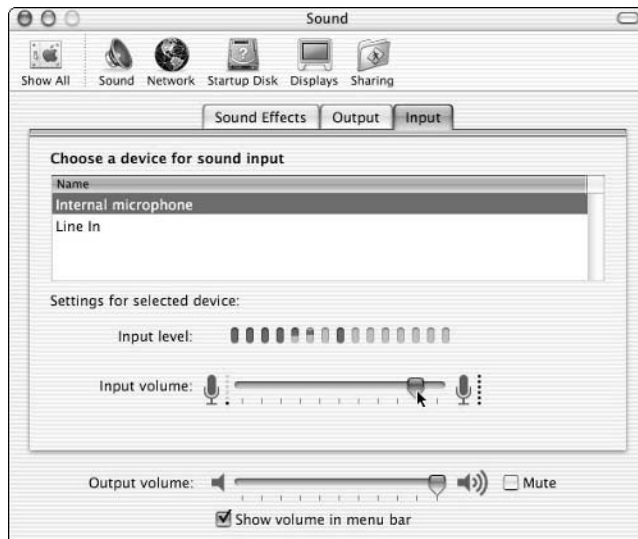 Sound
Show All Sound Network Startup Disk Displays Sharing
Sound Effects Output Input
Choose a device for sound input
Name
Internal microphone
Line In
Settings for selected device:
Input level:
Input volume:
Output volume: Mute
Show volume in menu bar